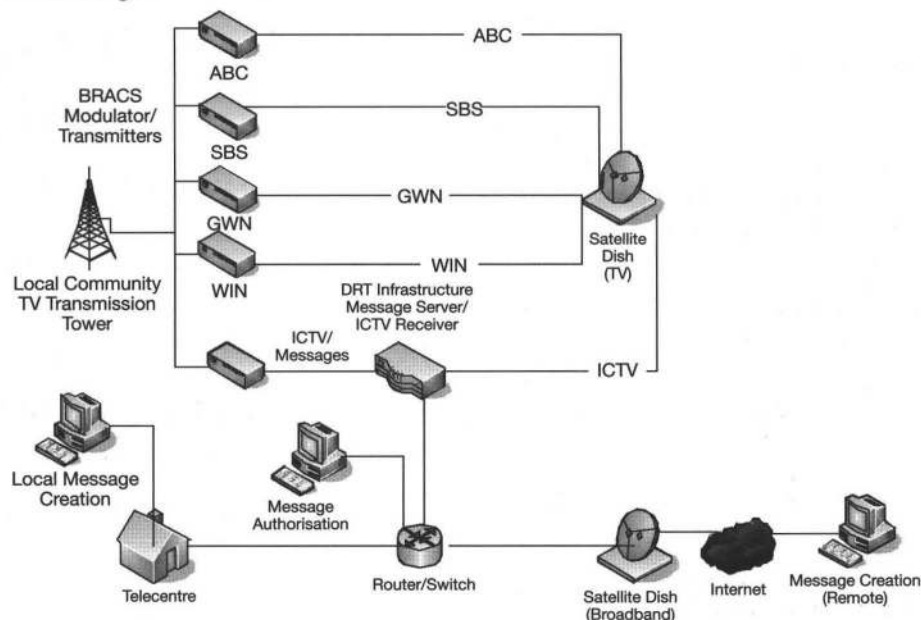 ABC
ABC
BRACS
Modulator/
Transmitters
SBS
SBS
GWN
GWN
Satellite
Dish
(TV)
WIN
WIN
Local Community
TV Transmission
Tower
DRT Infrastructure
Message Server/
ICTV Receiver
ICTV/
Messages
ICTV
Local Message
Creation
Message
Authorisation
Telecentre
Router/Switch
Satellite Dish
(Broadband)
Internet
Message Creation
(Remote)